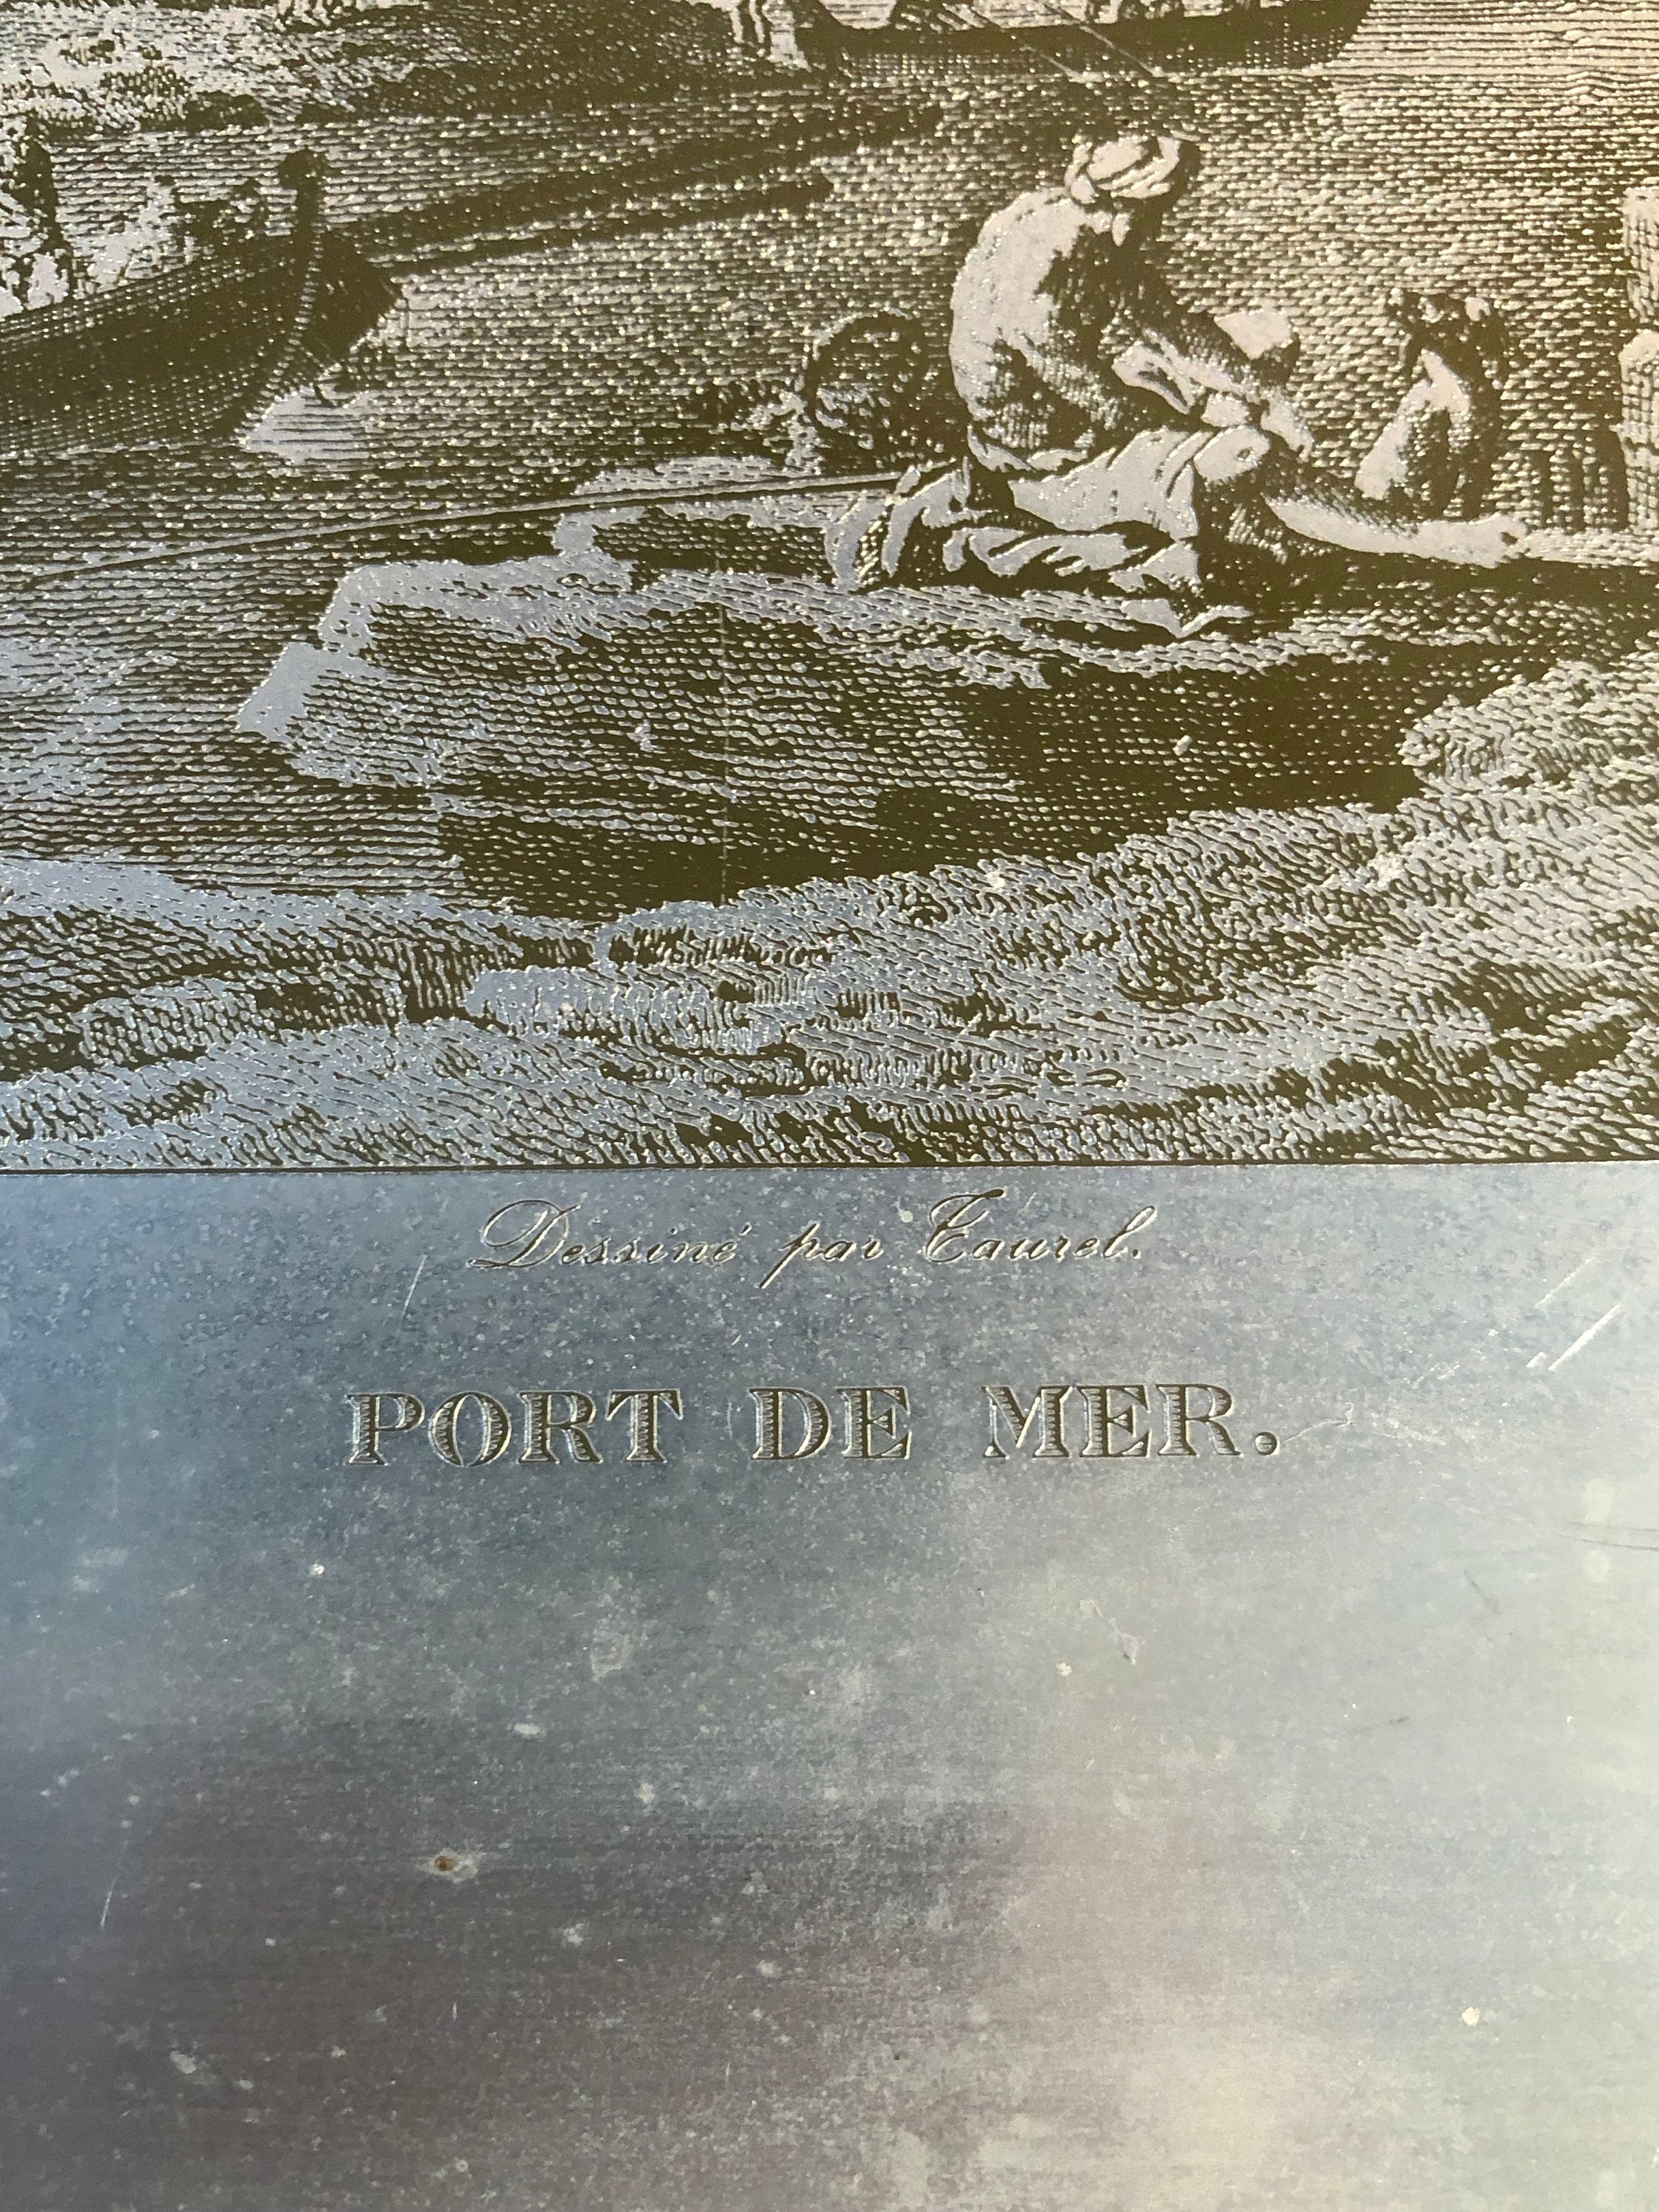 Dessiné par Taurel.
PORT DE MER.